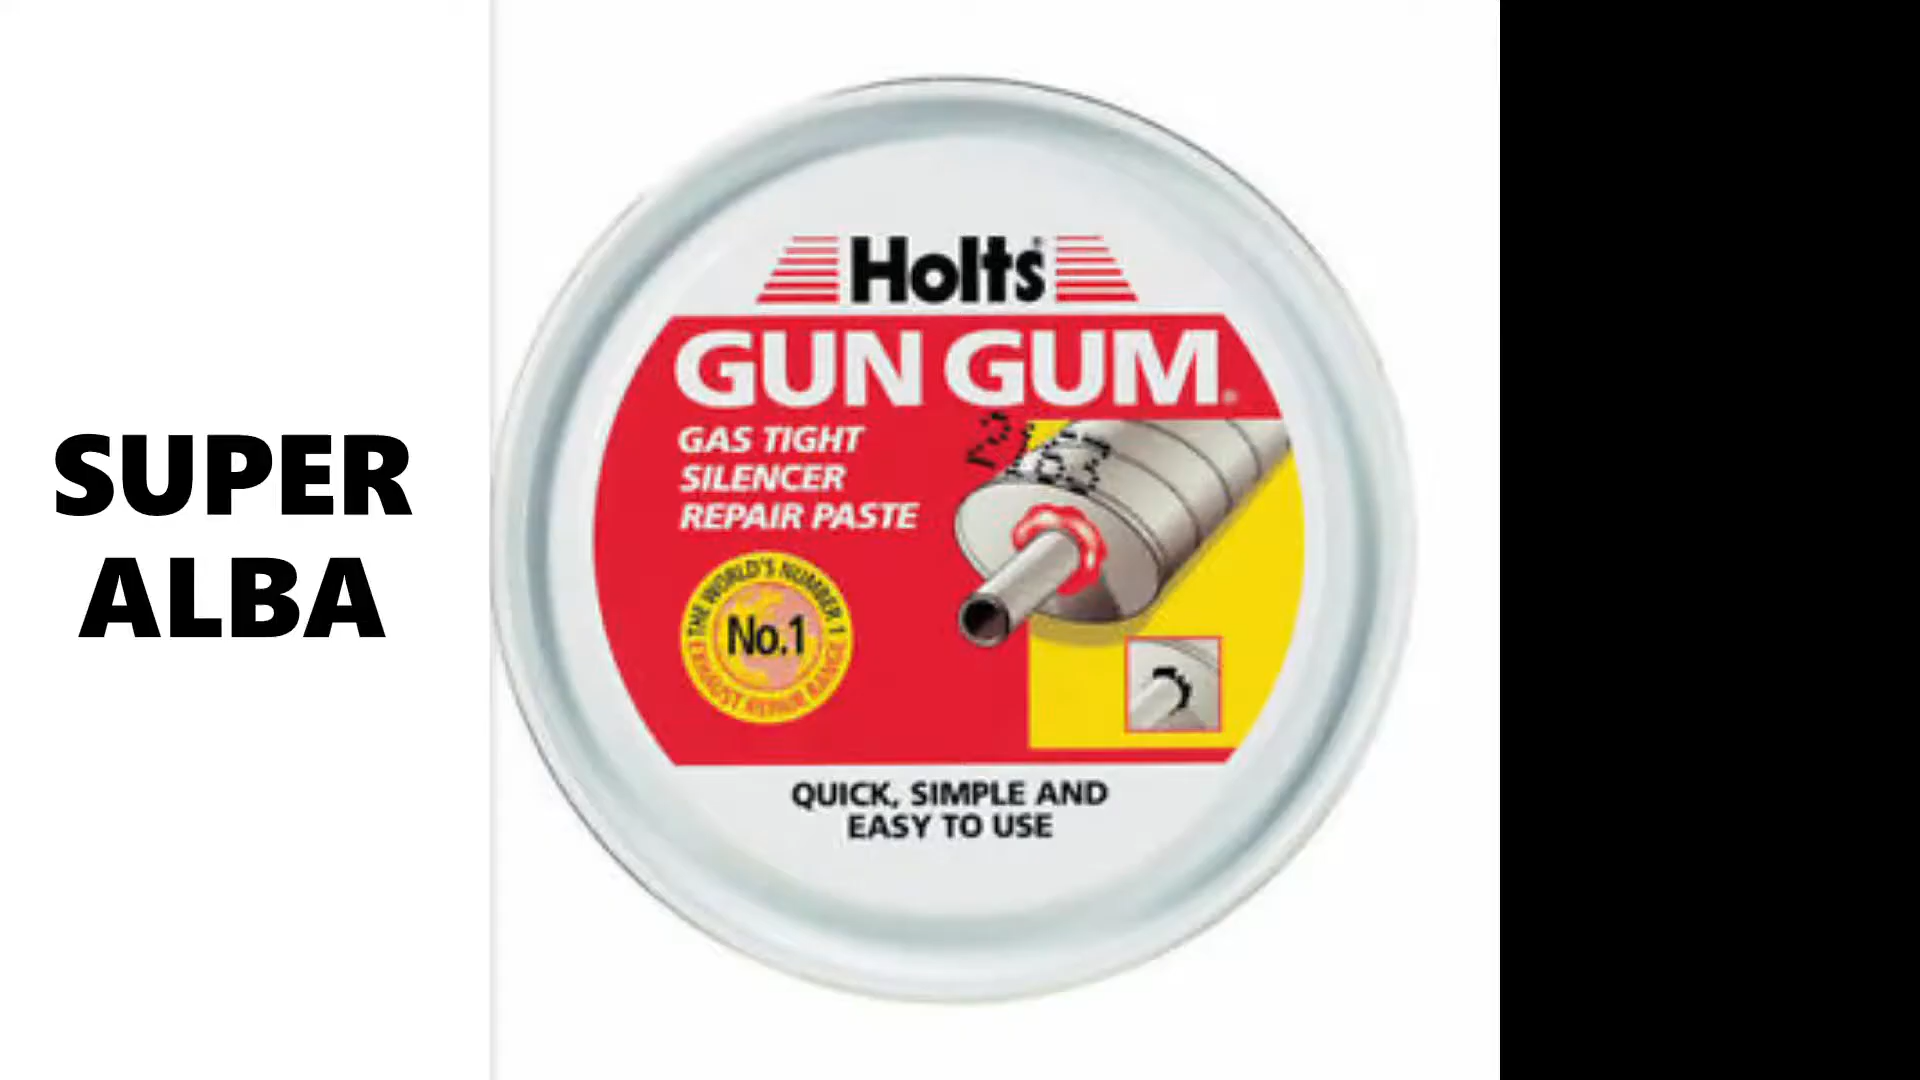 SUPER
ALBA
Holts
GUN GUM®
GAS TIGHT
SILENCER
REPAIR PASTE
THE WORLD'S NUMBER 1
No.1
EXHAUST REPAIR RANGE
QUICK, SIMPLE AND
EASY TO USE